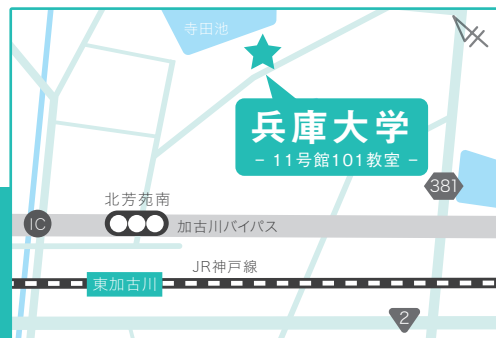 寺田池
兵庫大学
– 11号館101教室 –
381
北芳苑南
IC
加古川バイパス
JR神戸線
東加古川
2